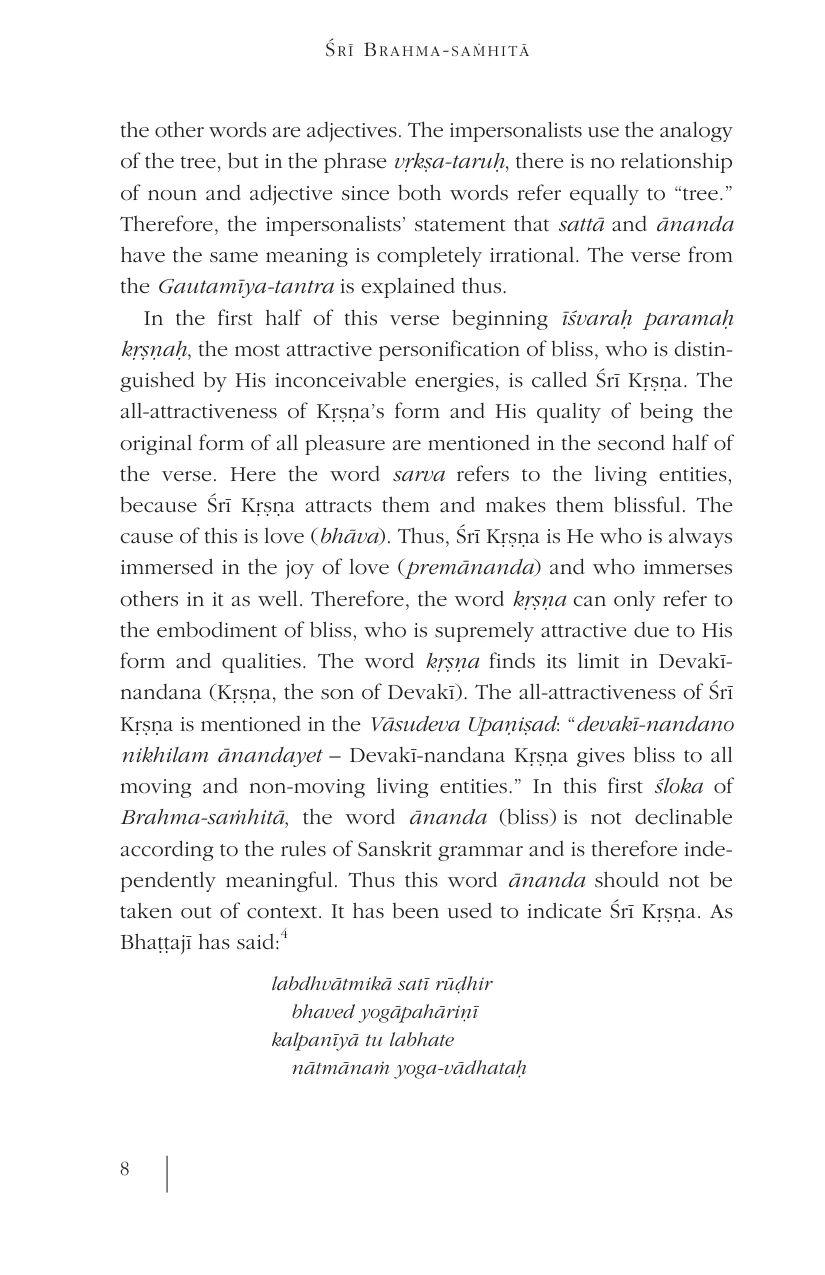 Śrī Brahma-saṁhitā
the other words are adjectives. The impersonalists use the analogy
of the tree, but in the phrase vṛkṣa-taruḥ, there is no relationship
of noun and adjective since both words refer equally to “tree.”
Therefore, the impersonalists’ statement that sattā and ānanda
have the same meaning is completely irrational. The verse from
the Gautamīya-tantra is explained thus.
In the first half of this verse beginning īśvaraḥ paramaḥ
kṛṣṇaḥ, the most attractive personification of bliss, who is distin-
guished by His inconceivable energies, is called Śrī Kṛṣṇa. The
all-attractiveness of Kṛṣṇa’s form and His quality of being the
original form of all pleasure are mentioned in the second half of
the verse. Here the word sarva refers to the living entities,
because Śrī Kṛṣṇa attracts them and makes them blissful. The
cause of this is love (bhāva). Thus, Śrī Kṛṣṇa is He who is always
immersed in the joy of love (premānanda) and who immerses
others in it as well. Therefore, the word kṛṣṇa can only refer to
the embodiment of bliss, who is supremely attractive due to His
form and qualities. The word kṛṣṇa finds its limit in Devakī-
nandana (Kṛṣṇa, the son of Devakī). The all-attractiveness of Śrī
Kṛṣṇa is mentioned in the Vāsudeva Upaṇiṣad: “devakī-nandano
nikhilam ānandayet – Devakī-nandana Kṛṣṇa gives bliss to all
moving and non-moving living entities.” In this first śloka of
Brahma-saṁhitā, the word ānanda (bliss) is not declinable
according to the rules of Sanskrit grammar and is therefore inde-
pendently meaningful. Thus this word ānanda should not be
taken out of context. It has been used to indicate Śrī Kṛṣṇa. As
Bhaṭṭajī has said:4
labdhvātmikā satī rūḍhir
bhaved yogāpahāriṇī
kalpanīyā tu labhate
nātmānaṁ yoga-vādhataḥ
8